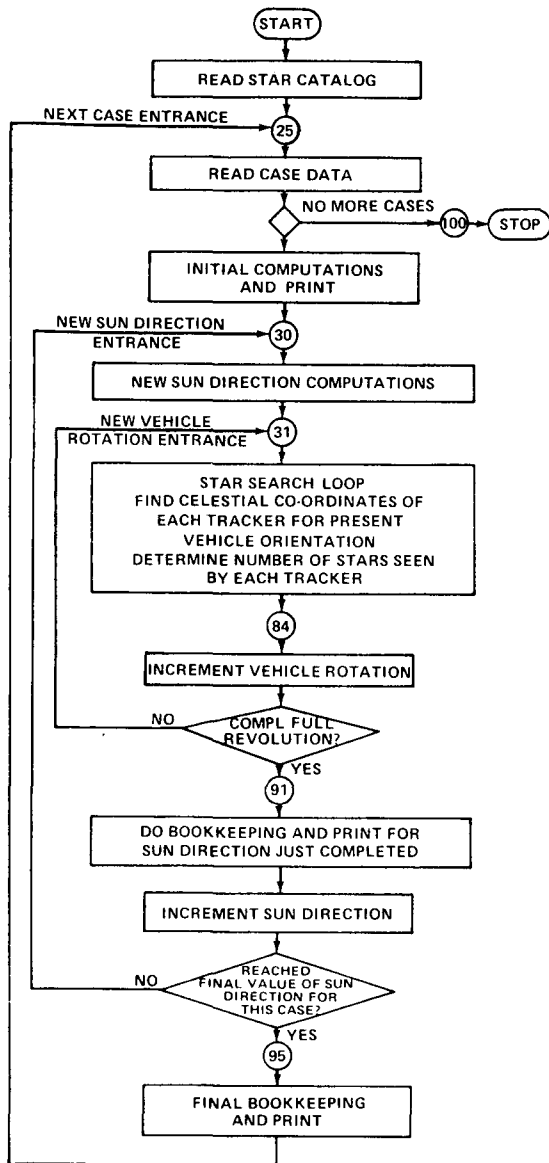 START
READ STAR CATALOG
NEXT CASE ENTRANCE
25
READ CASE DATA
NO MORE CASES
100
STOP
INITIAL COMPUTATIONS
AND PRINT
NEW SUN DIRECTION
ENTRANCE
30
NEW SUN DIRECTION COMPUTATIONS
NEW VEHICLE
ROTATION ENTRANCE
31
STAR SEARCH LOOP
FIND CELESTIAL CO-ORDINATES OF
EACH TRACKER FOR PRESENT
VEHICLE ORIENTATION
DETERMINE NUMBER OF STARS SEEN
BY EACH TRACKER
84
INCREMENT VEHICLE ROTATION
NO
COMPL FULL
REVOLUTION?
YES
91
DO BOOKKEEPING AND PRINT FOR
SUN DIRECTION JUST COMPLETED
INCREMENT SUN DIRECTION
NO
REACHED
FINAL VALUE OF SUN
DIRECTION FOR
THIS CASE?
YES
95
FINAL BOOKKEEPING
AND PRINT